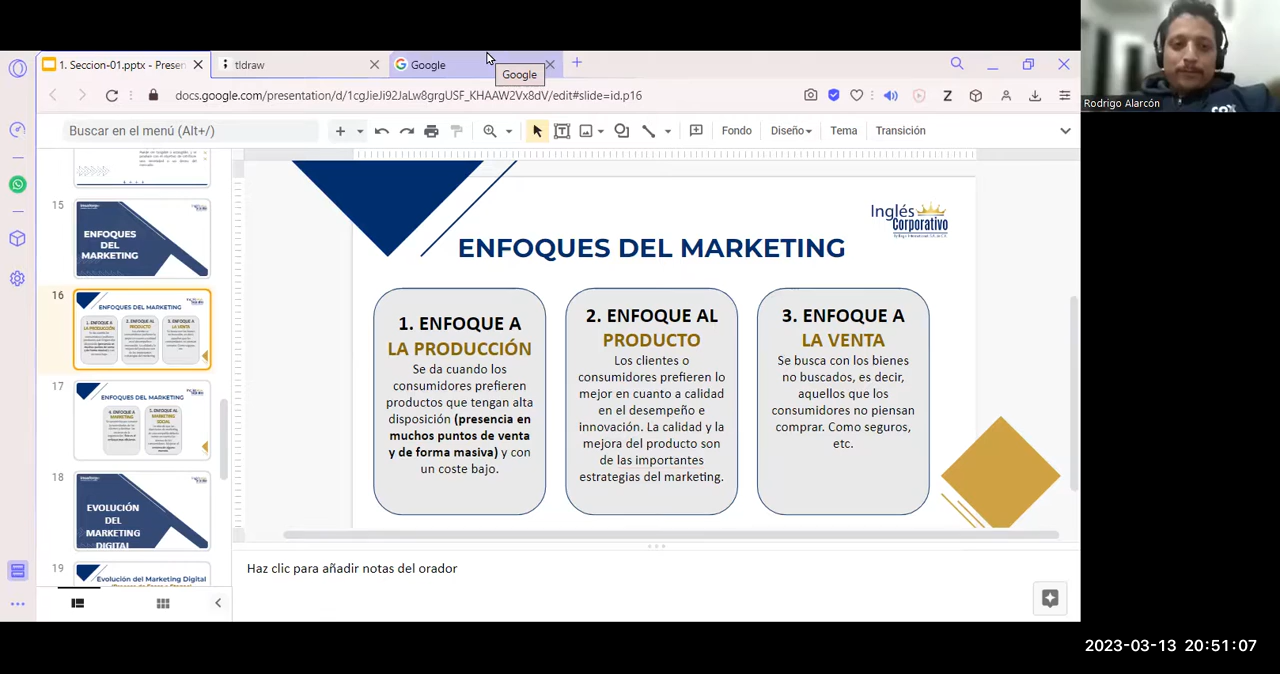 1. Seccion-01.pptx - Presen
tldraw
Google
Google
docs.google.com/presentation/d/1cgJieJi92JaLw8grgUSF_KHAAW2Vx8dV/edit#slide=id.p16
Buscar en el menú (Alt+/)
Fondo
Diseño
Tema
Transición
15
ENFOQUES
DEL
MARKETING
16
ENFOQUES DEL MARKETING
17
ENFOQUES DEL MARKETING
18
EVOLUCIÓN
DEL
MARKETING
DIGITAL
19
Evolución del Marketing Digital
Inglés
Corporativo
ENFOQUES DEL MARKETING
1. ENFOQUE A
LA PRODUCCIÓN
Se da cuando los
consumidores prefieren
productos que tengan alta
disposición (presencia en
muchos puntos de venta
y de forma masiva) y con
un coste bajo.
2. ENFOQUE AL
PRODUCTO
Los clientes o
consumidores prefieren lo
mejor en cuanto a calidad
en el desempeño e
innovación. La calidad y la
mejora del producto son
de las importantes
estrategias del marketing.
3. ENFOQUE A
LA VENTA
Se busca con los bienes
no buscados, es decir,
aquellos que los
consumidores no piensan
comprar. Como seguros,
etc.
Haz clic para añadir notas del orador
Rodrigo Alarcón
2023-03-13 20:51:07